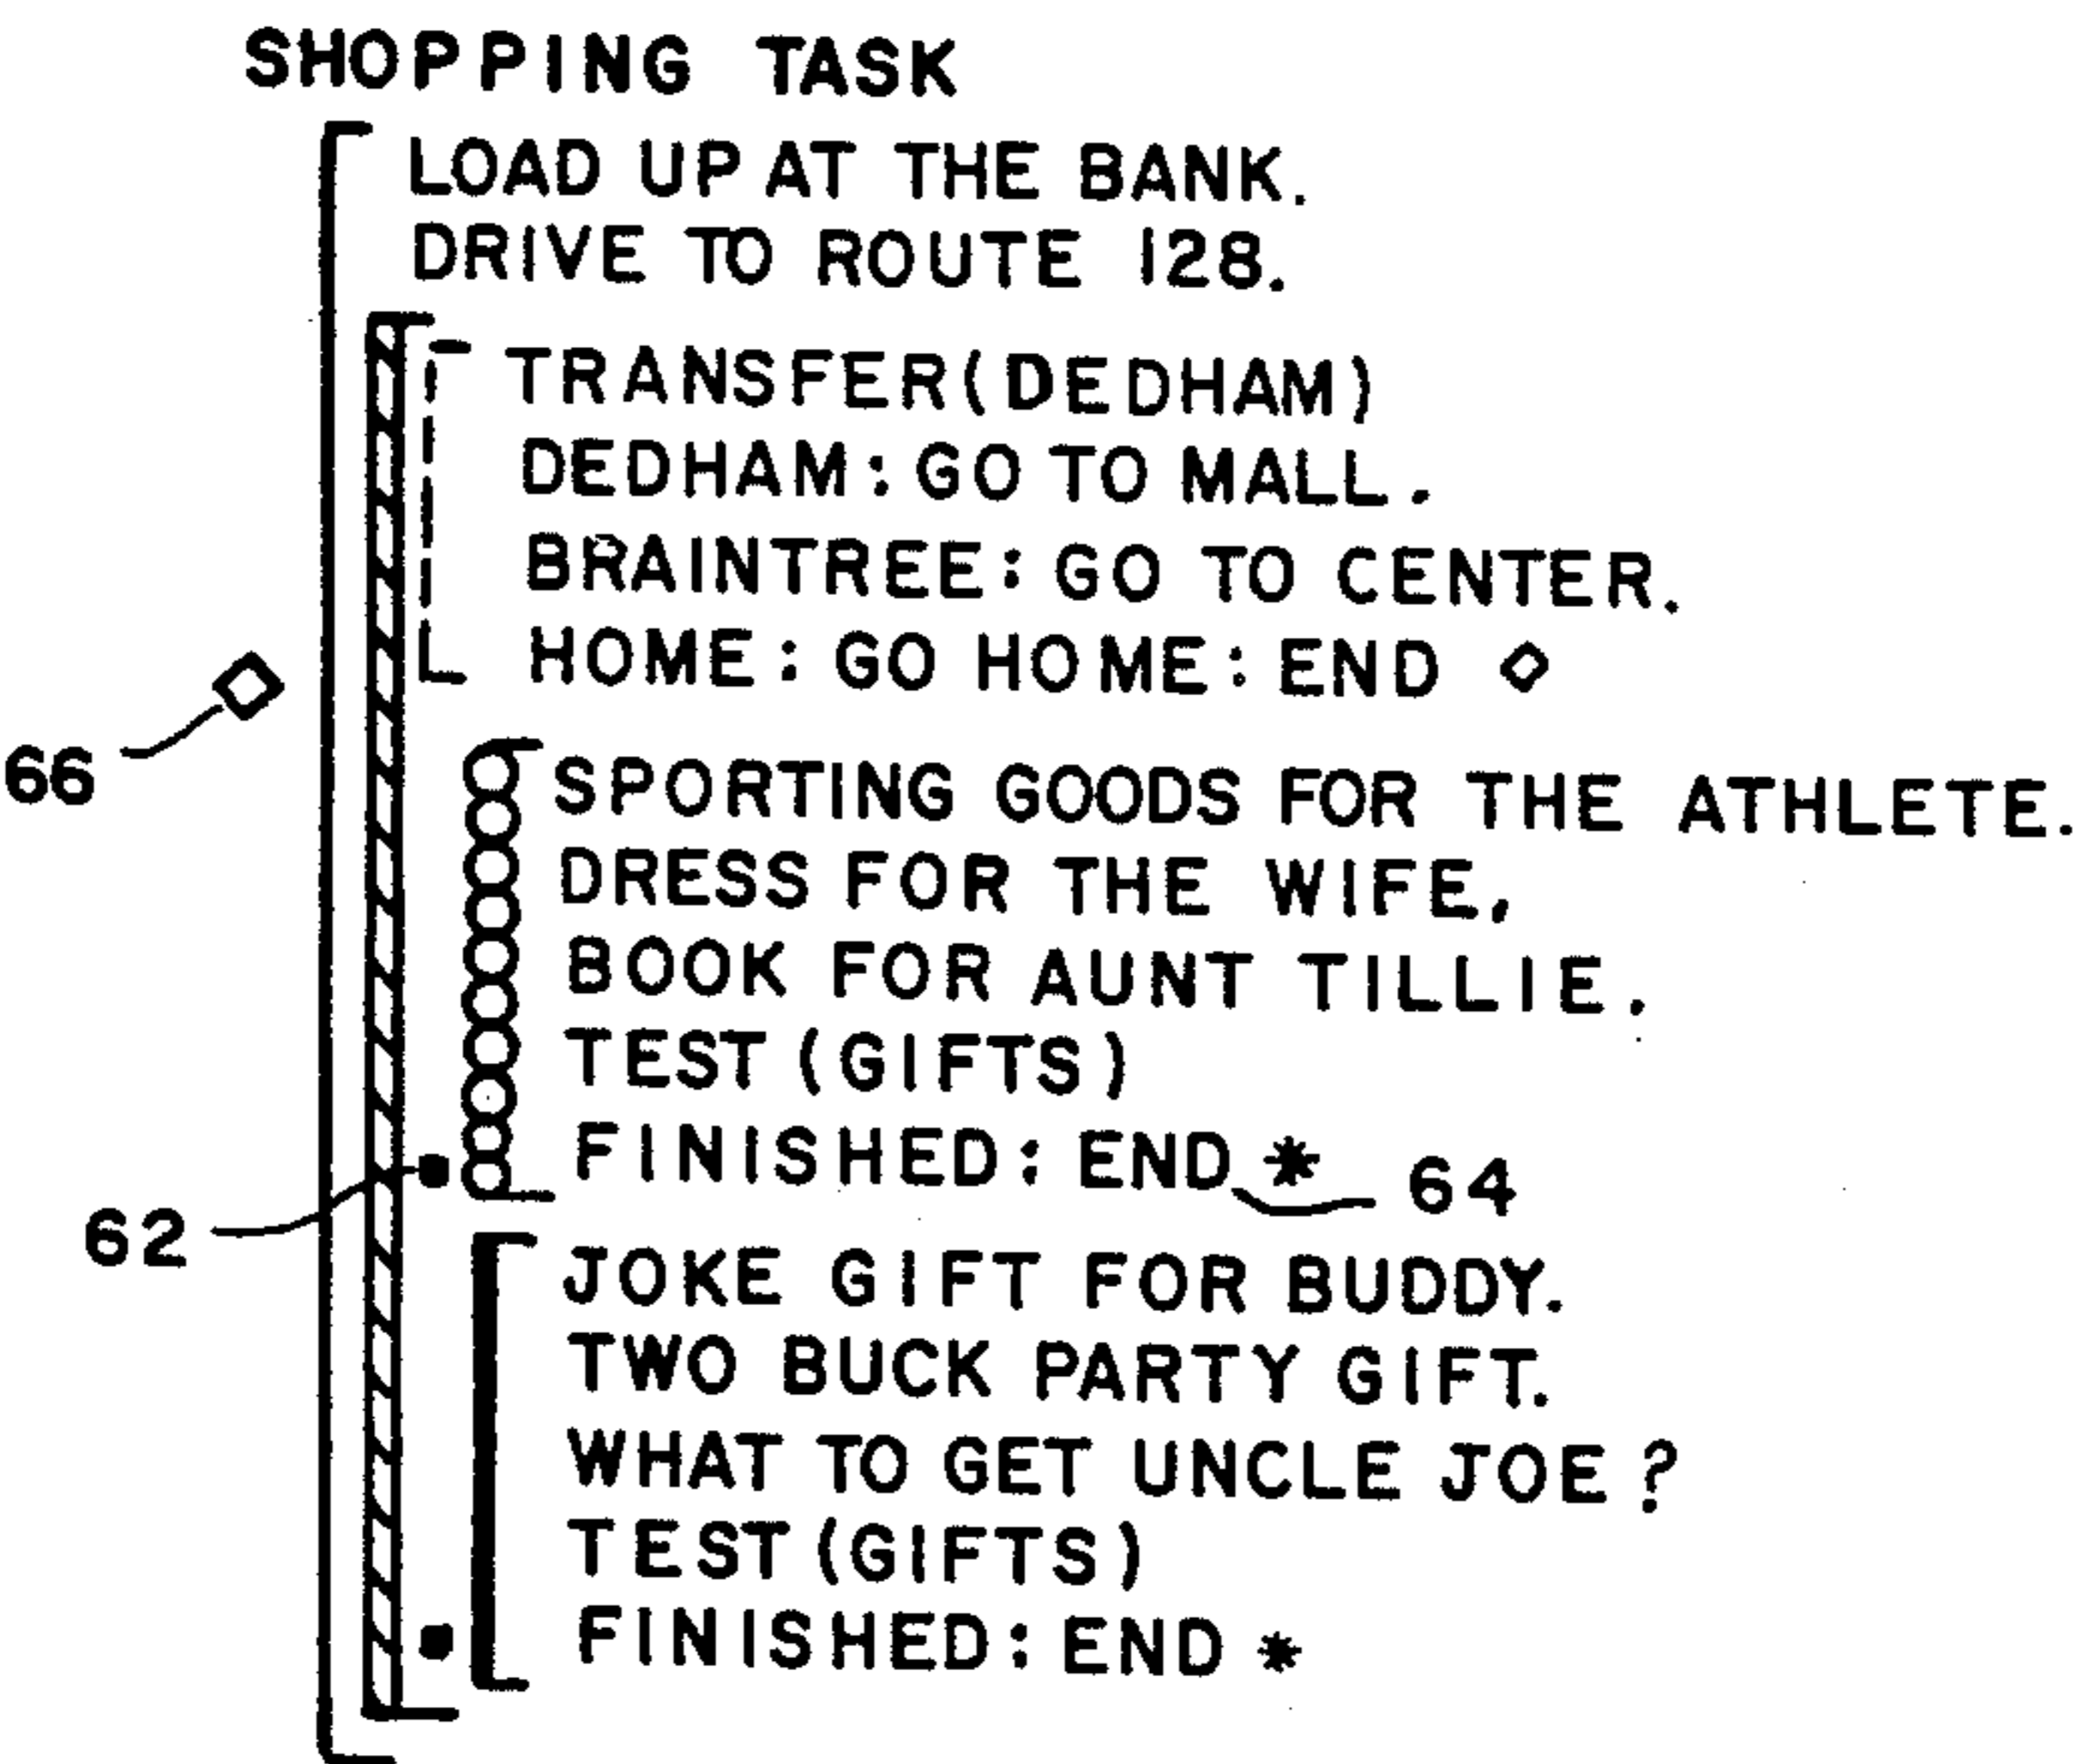 SHOPPING TASK
LOAD UP AT THE BANK.
DRIVE TO ROUTE 128.
TRANSFER(DEDHAM)
DEDHAM: GO TO MALL.
BRAINTREE: GO TO CENTER.
HOME: GO HOME: END ◇
66
SPORTING GOODS FOR THE ATHLETE.
DRESS FOR THE WIFE,
BOOK FOR AUNT TILLIE.
TEST (GIFTS)
FINISHED: END * 64
62
JOKE GIFT FOR BUDDY.
TWO BUCK PARTY GIFT.
WHAT TO GET UNCLE JOE?
TEST (GIFTS)
FINISHED: END *